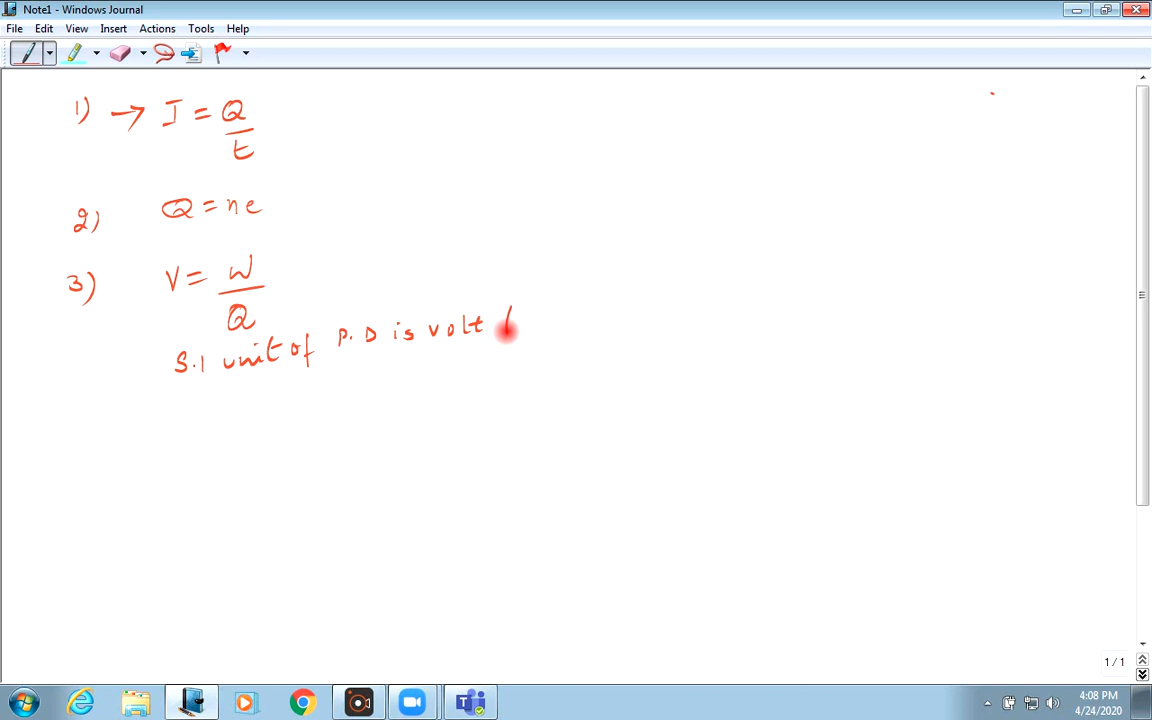 Note1 - Windows Journal
File Edit View Insert Actions Tools Help
1) → I = Q
t
2) Q = ne
3) V = W
Q
S.I unit of P.D is volt (
1 / 1
4:08 PM
4/24/2020